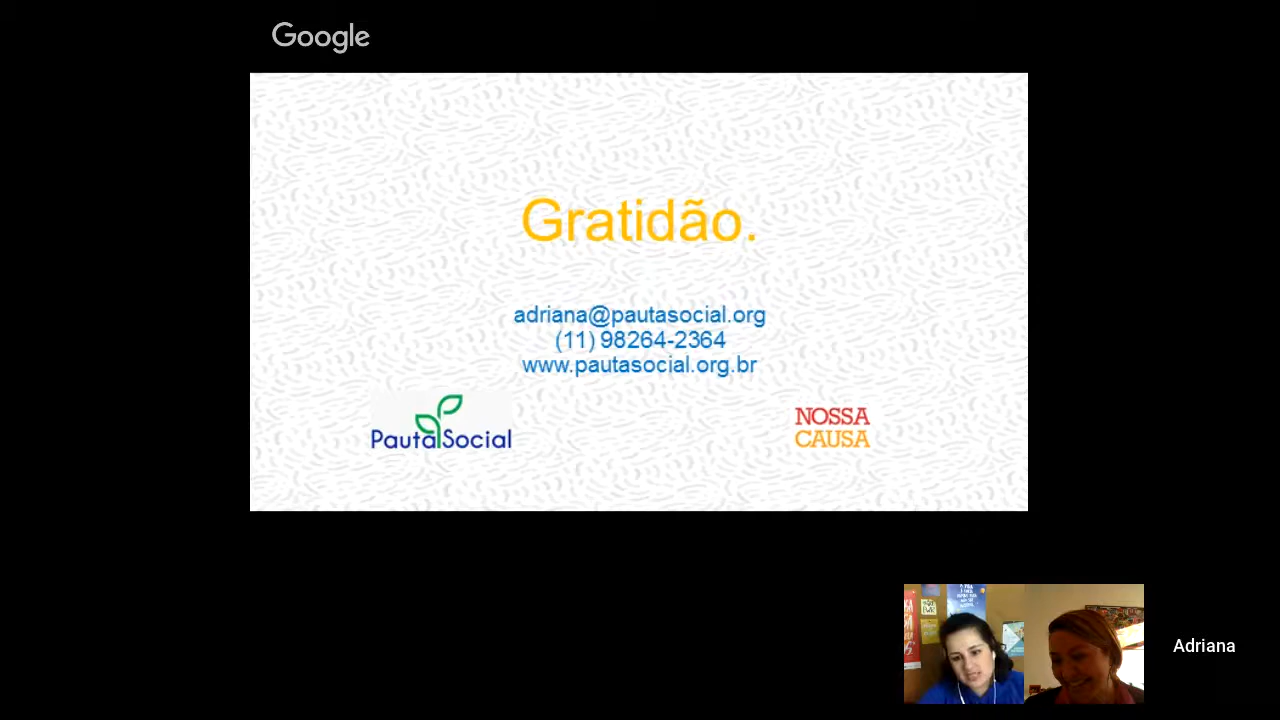 Google
Gratidão.
adriana@pautasocial.org
(11) 98264-2364
www.pautasocial.org.br
PautaSocial
NOSSA
CAUSA
Adriana